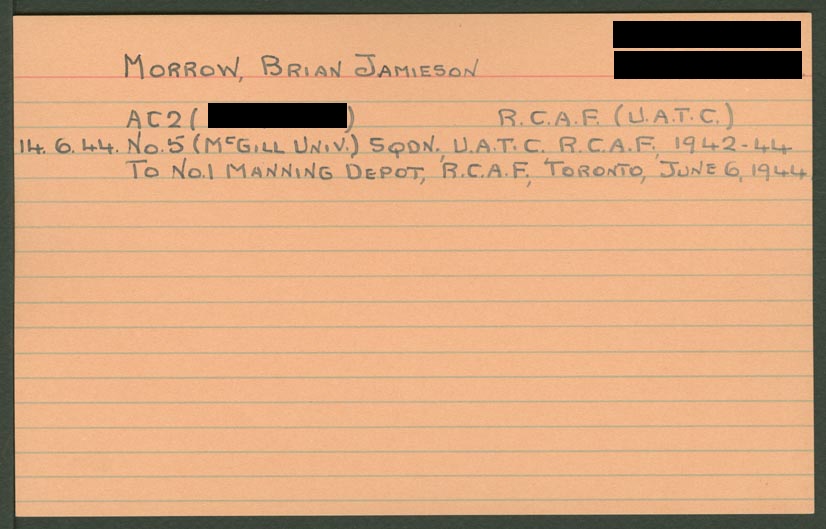 MORROW, BRIAN JAMIESON
AC2 ( ) R.C.A.F. (U.A.T.C.)
14. 6. 44. NO. 5 (MCGILL UNIV.) SQDN., U.A.T.C. R.C.A.F., 1942-44
TO NO. 1 MANNING DEPOT, R.C.A.F., TORONTO, JUNE 6, 1944